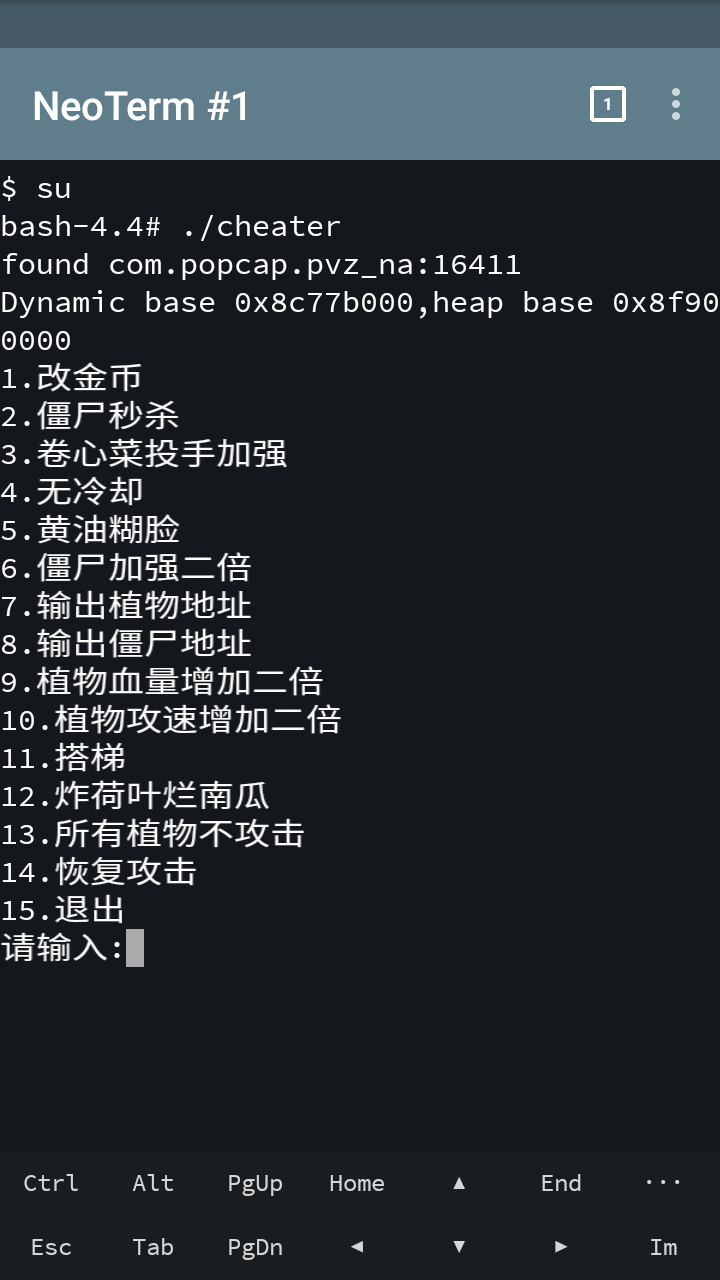 NeoTerm #1
1
$ su
bash-4.4# ./cheater
found com.popcap.pvz_na:16411
Dynamic base 0x8c77b000,heap base 0x8f90
0000
1.改金币
2.僵尸秒杀
3.卷心菜投手加强
4.无冷却
5.黄油糊脸
6.僵尸加强二倍
7.输出植物地址
8.输出僵尸地址
9.植物血量增加二倍
10.植物攻速增加二倍
11.搭梯
12.炸荷叶烂南瓜
13.所有植物不攻击
14.恢复攻击
15.退出
请输入:
Ctrl Alt PgUp Home ▲ End ···
Esc Tab PgDn ◀ ▼ ▶ Im